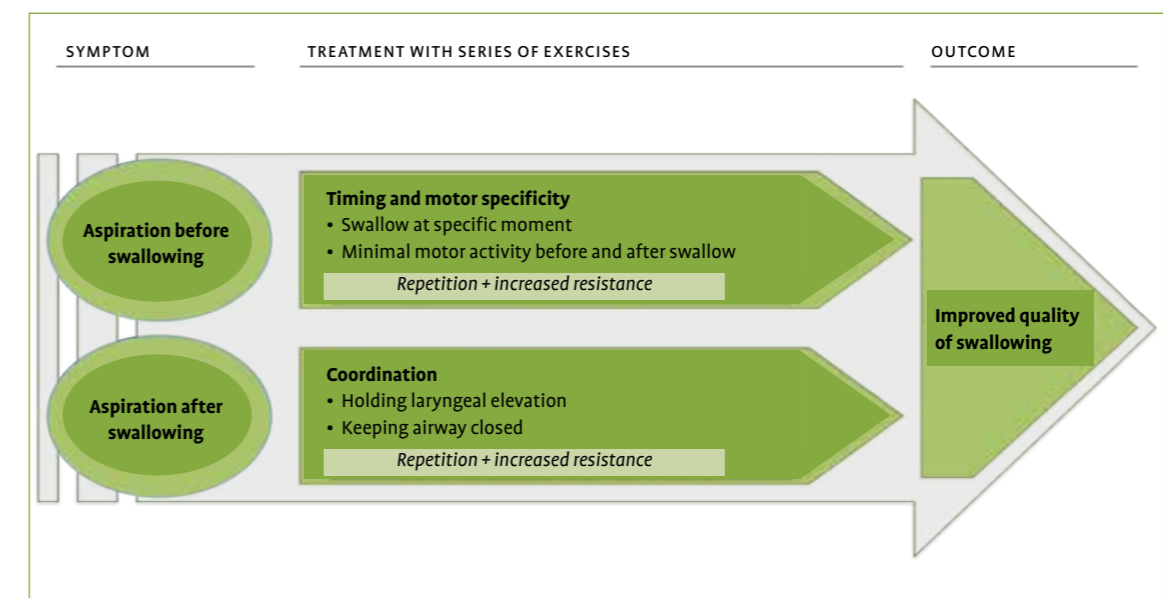 SYMPTOM
TREATMENT WITH SERIES OF EXERCISES
OUTCOME
Aspiration before
swallowing
Timing and motor specificity
• Swallow at specific moment
• Minimal motor activity before and after swallow
Repetition + increased resistance
Aspiration after
swallowing
Coordination
• Holding laryngeal elevation
• Keeping airway closed
Repetition + increased resistance
Improved quality
of swallowing